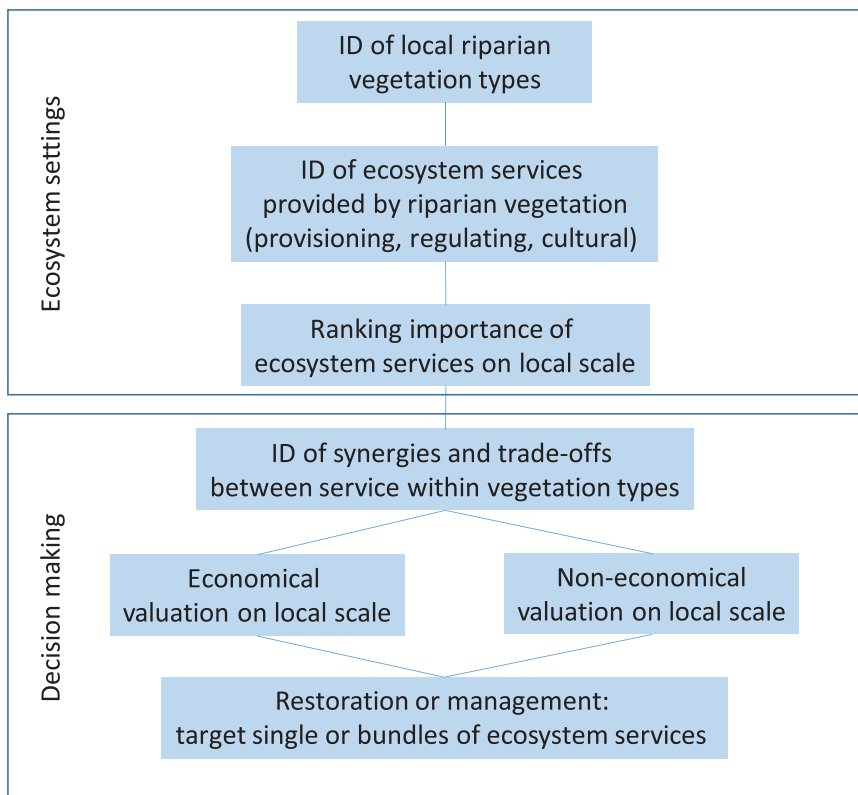 Ecosystem settings
ID of local riparian
vegetation types
ID of ecosystem services
provided by riparian vegetation
(provisioning, regulating, cultural)
Ranking importance of
ecosystem services on local scale
Decision making
ID of synergies and trade-offs
between service within vegetation types
Economical
valuation on local scale
Non-economical
valuation on local scale
Restoration or management:
target single or bundles of ecosystem services